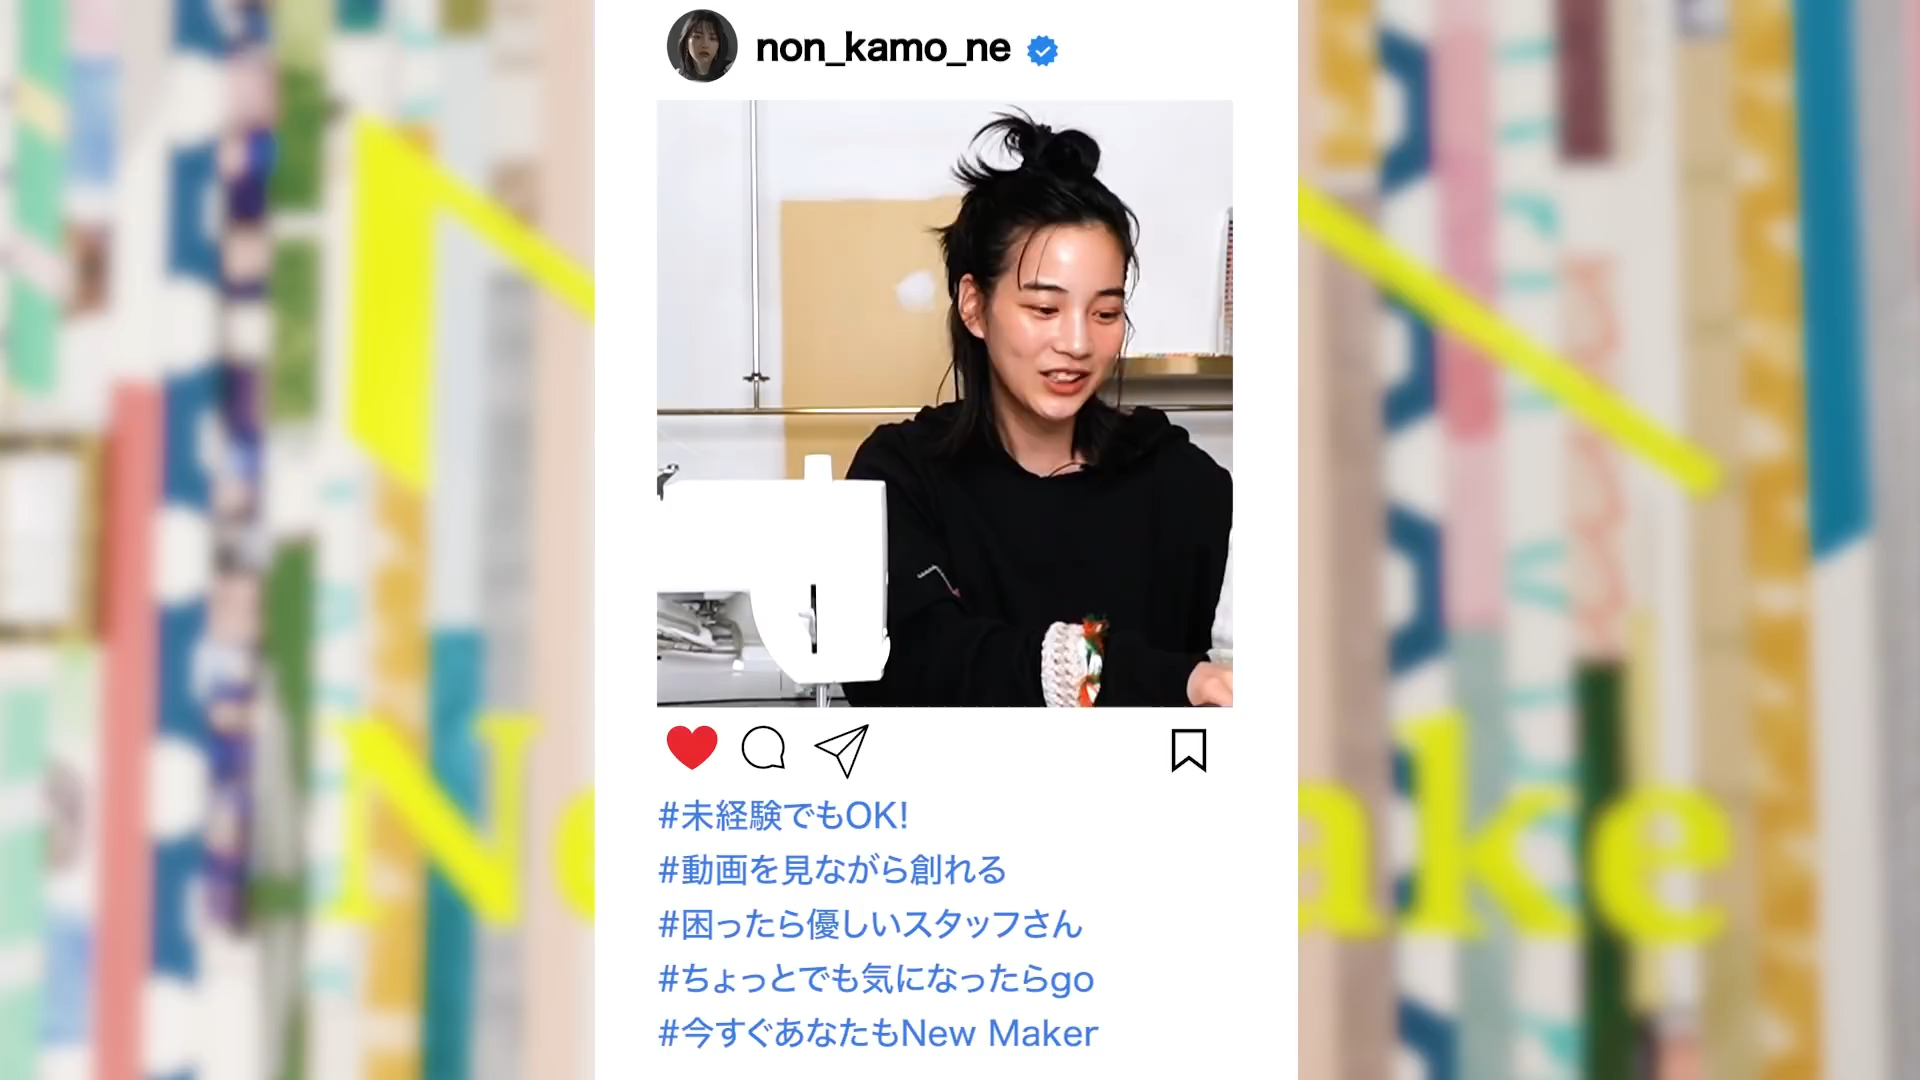 non_kamo_ne
#未経験でもOK!
#動画を見ながら創れる
#困ったら優しいスタッフさん
#ちょっとでも気になったらgo
#今すぐあなたもNew Maker
Ne
ake